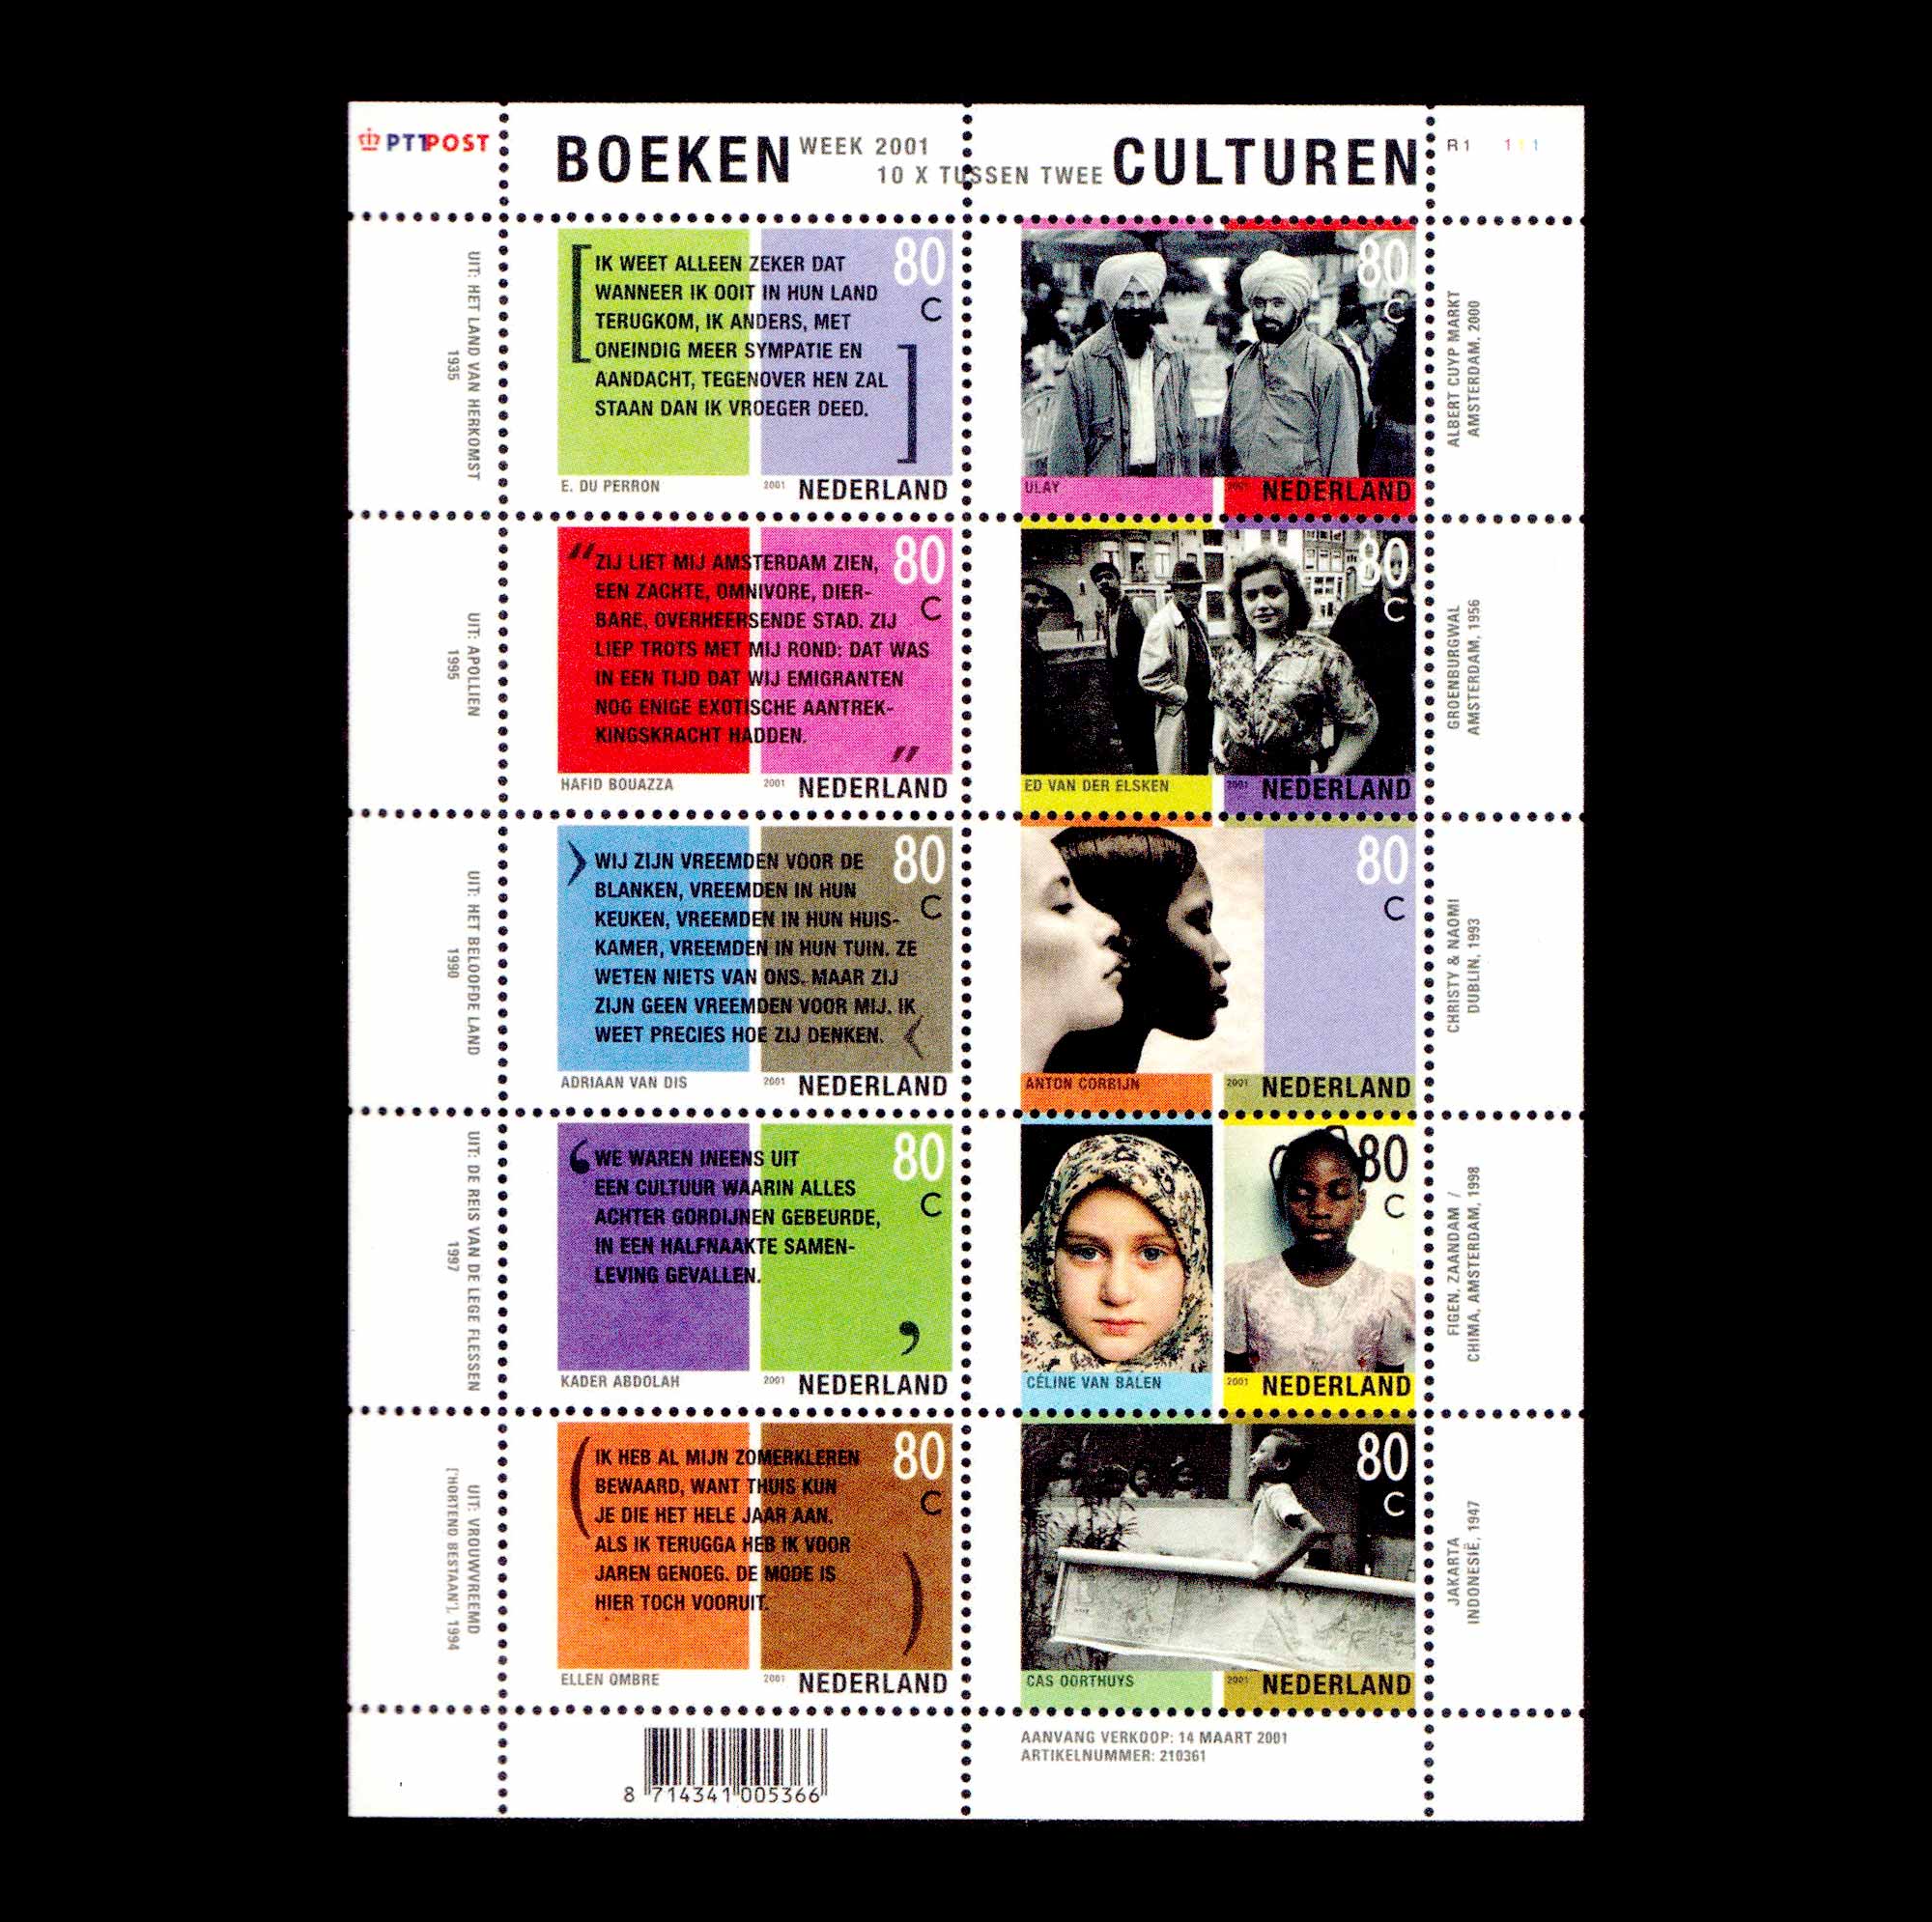 PTT POST
BOEKEN WEEK 2001
10 X TUSSEN TWEE CULTUREN
R1 111
UIT: HET LAND VAN HERKOMST
1935
IK WEET ALLEEN ZEKER DAT
WANNEER IK OOIT IN HUN LAND
TERUGKOM, IK ANDERS, MET
ONEINDIG MEER SYMPATIE EN
AANDACHT, TEGENOVER HEN ZAL
STAAN DAN IK VROEGER DEED.
80
C
E. DU PERRON
2001 NEDERLAND
80
C
ULAY
2001 NEDERLAND
ALBERT CUYP MARKT
AMSTERDAM, 2000
UIT: APOLLIEN
1995
"ZIJ LIET MIJ AMSTERDAM ZIEN,
EEN ZACHTE, OMNIVORE, DIER-
BARE, OVERHEERSENDE STAD. ZIJ
LIEP TROTS MET MIJ ROND: DAT WAS
IN EEN TIJD DAT WIJ EMIGRANTEN
NOG ENIGE EXOTISCHE AANTREK-
KINGSKRACHT HADDEN."
80
C
HAFID BOUAZZA
2001 NEDERLAND
80
C
ED VAN DER ELSKEN
2001 NEDERLAND
GROENBURGWAL
AMSTERDAM, 1956
UIT: HET BELOOFDE LAND
1990
WIJ ZIJN VREEMDEN VOOR DE
BLANKEN, VREEMDEN IN HUN
KEUKEN, VREEMDEN IN HUN HUIS-
KAMER, VREEMDEN IN HUN TUIN. ZE
WETEN NIETS VAN ONS. MAAR ZIJ
ZIJN GEEN VREEMDEN VOOR MIJ. IK
WEET PRECIES HOE ZIJ DENKEN.
80
C
ADRIAAN VAN DIS
2001 NEDERLAND
80
C
ANTON CORBIJN
2001 NEDERLAND
CHRISTY & NAOMI
DUBLIN, 1993
UIT: DE REIS VAN DE LEGE FLESSEN
1997
‘WE WAREN INEENS UIT
EEN CULTUUR WAARIN ALLES
ACHTER GORDIJNEN GEBEURDE,
IN EEN HALFNAAKTE SAMEN-
LEVING GEVALLEN.’
80
C
KADER ABDOLAH
2001 NEDERLAND
80
C
CÉLINE VAN BALEN
2001 NEDERLAND
FIGEN, ZAANDAM /
CHIMA, AMSTERDAM, 1998
UIT: VROUWVREEMD
['HORTEND BESTAAN'], 1994
(IK HEB AL MIJN ZOMERKLEREN
BEWAARD, WANT THUIS KUN
JE DIE HET HELE JAAR AAN.
ALS IK TERUGGA HEB IK VOOR
JAREN GENOEG. DE MODE IS
HIER TOCH VOORUIT.)
80
C
ELLEN OMBRE
2001 NEDERLAND
80
C
CAS OORTHUYS
2001 NEDERLAND
JAKARTA
INDONESIË, 1947
8 714341 005366
AANVANG VERKOOP: 14 MAART 2001
ARTIKELNUMMER: 210361